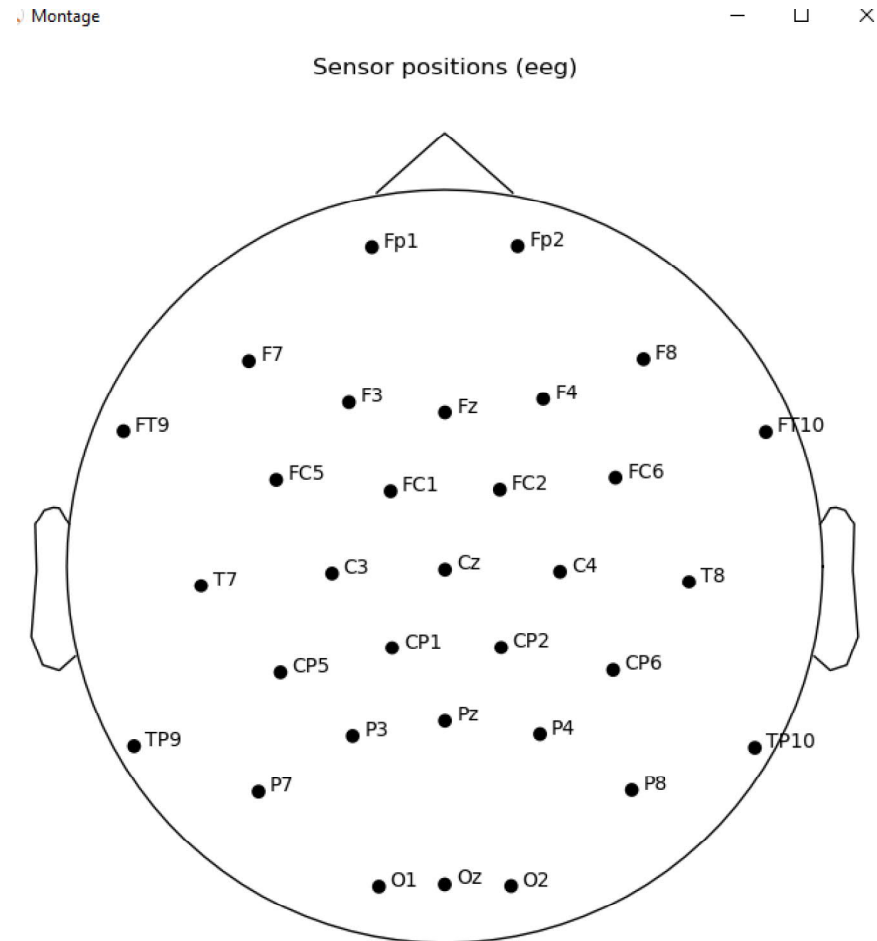 Montage
Sensor positions (eeg)
Fp1 Fp2
F7 F8
F3 Fz F4
FT9 FT10
FC5 FC1 FC2 FC6
T7 C3 Cz C4 T8
CP5 CP1 CP2 CP6
TP9 P3 Pz P4 TP10
P7 P8
O1 Oz O2